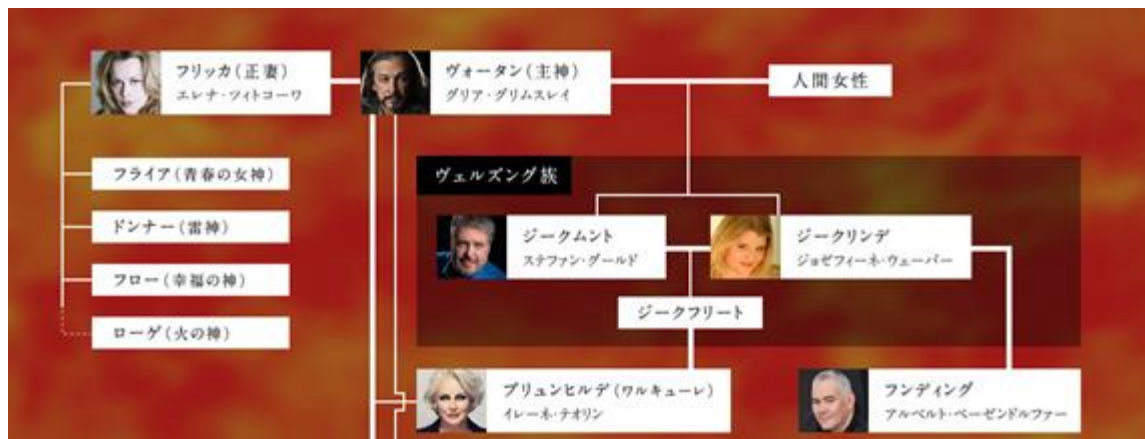 フリッカ（正妻）
エレナ・ツィトコーワ
ヴォータン（主神）
グリア・グリムスレイ
人間女性
フライア（青春の女神）
ドンナー（雷神）
フロー（幸福の神）
ローゲ（火の神）
ヴェルズング族
ジークムント
ステファン・グールド
ジークリンデ
ジョゼフィーネ・ウェーバー
ジークフリート
ブリュンヒルデ（ワルキューレ）
イレーネ・テオリン
フンディング
アルベルト・ペーゼンドルファー